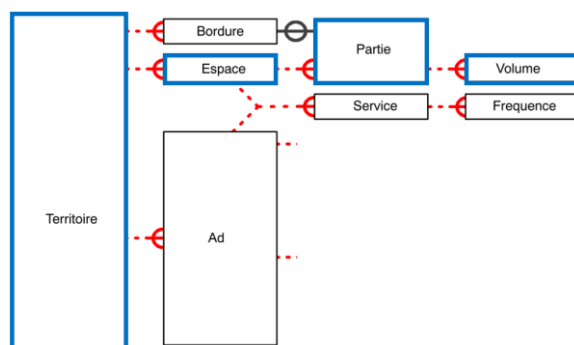 Bordure
Partie
Espace
Volume
Service
Frequence
Territoire
Ad